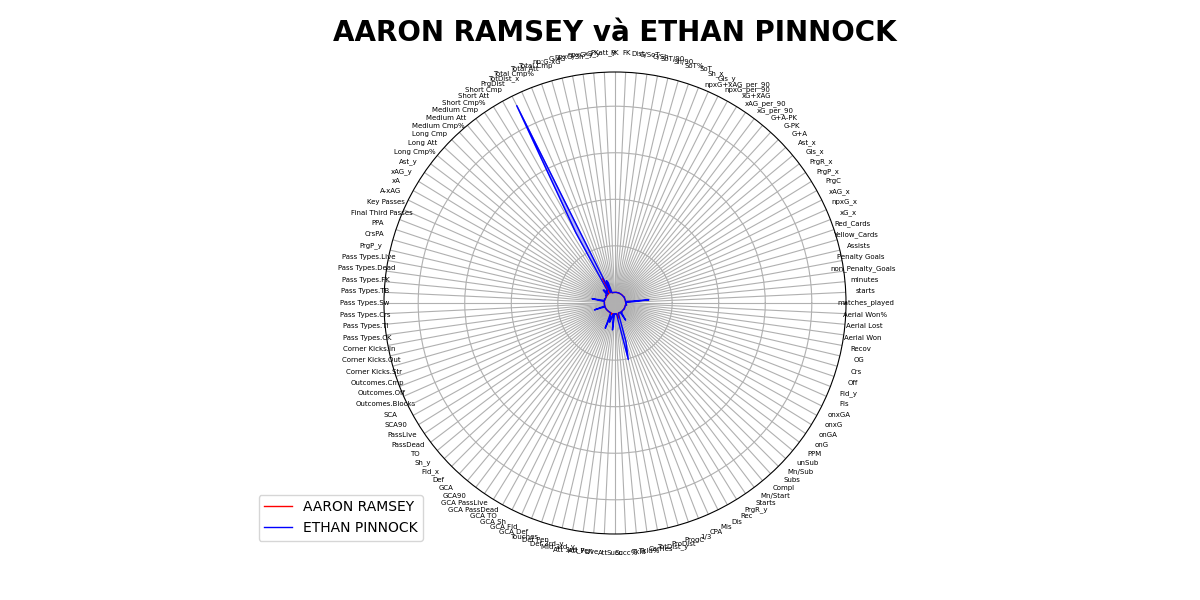 AARON RAMSEY và ETHAN PINNOCK
Total Cmp%
TotDist_x
PrgDist
Short Cmp
Short Att
Short Cmp%
Medium Cmp
Medium Att
Medium Cmp%
Long Cmp
Long Att
Long Cmp%
Ast_y
xAG_y
xA
A-xAG
Key Passes
Final Third Passes
PPA
CrsPA
PrgP_y
Pass Types.Live
Pass Types.Dead
Pass Types.FK
Pass Types.TB
Pass Types.Sw
Pass Types.Crs
Pass Types.TI
Pass Types.CK
Corner Kicks.In
Corner Kicks.Out
Corner Kicks.Str
Outcomes.Cmp
Outcomes.Off
Outcomes.Blocks
SCA
SCA90
PassLive
PassDead
TO
Sh_y
Fld_x
Def
GCA
GCA90
GCA PassLive
GCA PassDead
GCA TO
GCA Sh
GCA Fld
GCA Def
FK
SoT%
SoT
Sh_x
Gls_y
npxG+xAG_per_90
npxG_per_90
xG+xAG
xAG_per_90
xG_per_90
G+A-PK
G-PK
G+A
Ast_x
Gls_x
PrgR_x
PrgP_x
PrgC
xAG_x
npxG_x
xG_x
Red_Cards
Yellow_Cards
Assists
Penalty Goals
non_Penalty_Goals
minutes
starts
matches_played
Aerial Won%
Aerial Lost
Aerial Won
Recov
OG
Crs
Off
Fld_y
Fls
onxGA
onxG
onGA
onG
PPM
unSub
Mn/Sub
Subs
Compl
Mn/Start
Starts
PrgR_y
Rec
Dis
Mis
CPA
1/3
ProgC
AARON RAMSEY
ETHAN PINNOCK